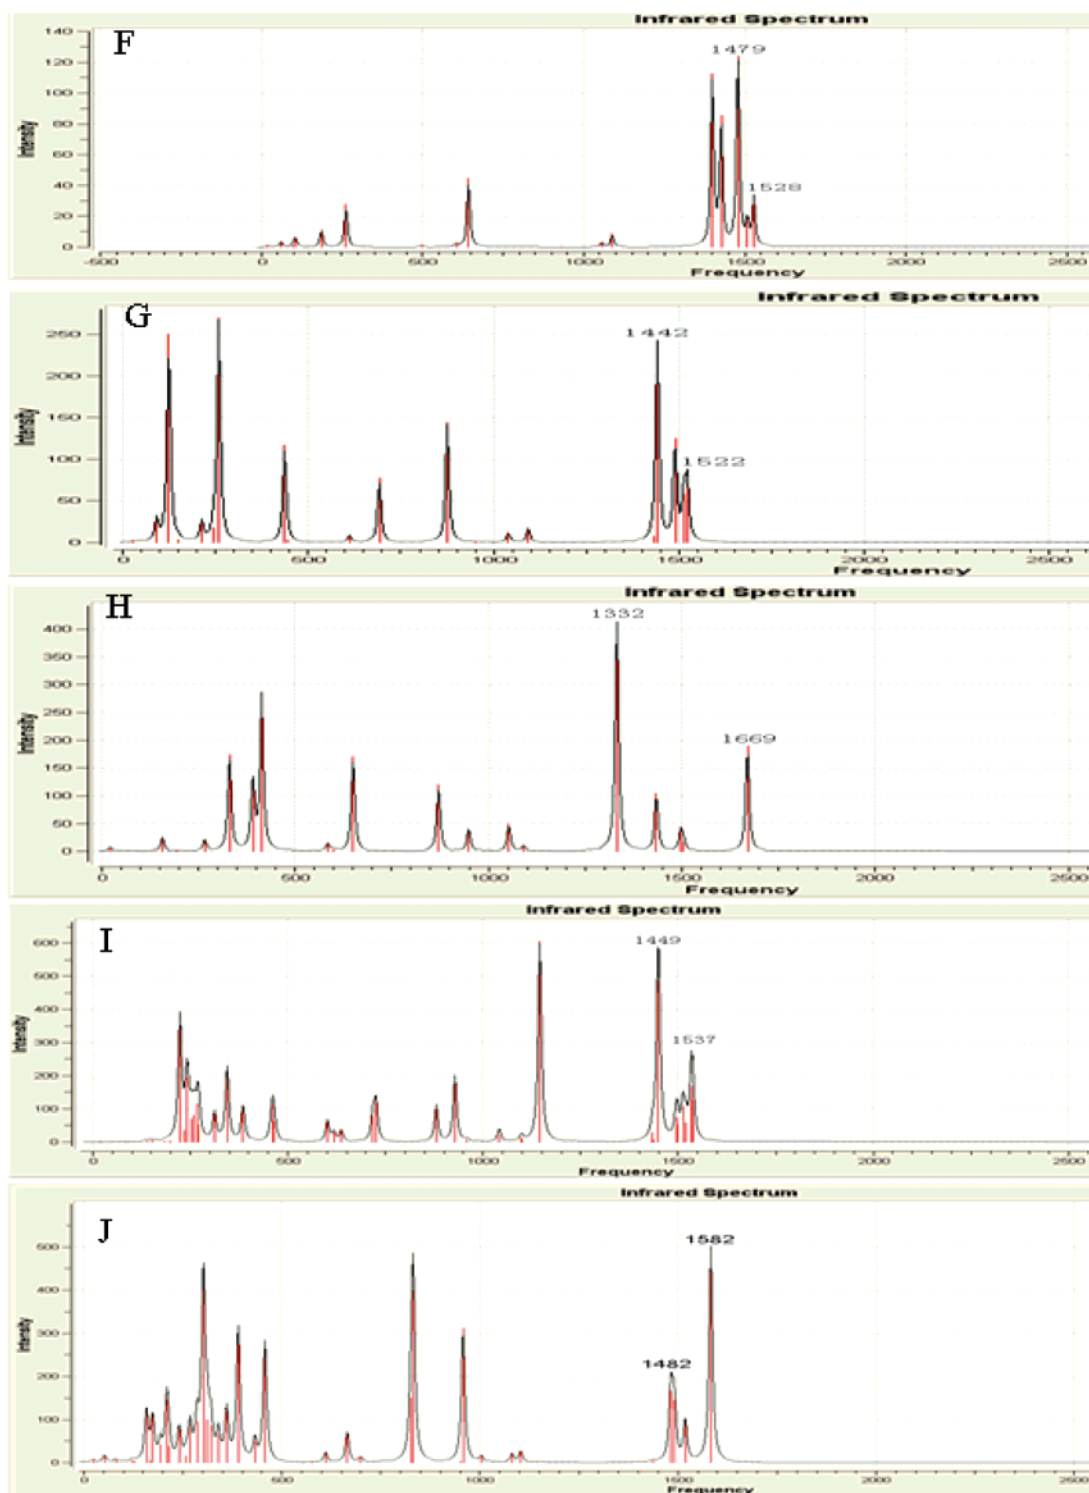 Infrared Spectrum
F
1479
1528
140
120
100
80
60
40
20
0
Intensity
-500 0 500 1000 1500 2000 2500
Frequency
Infrared Spectrum
G
1442
1522
250
200
150
100
50
0
Intensity
0 500 1000 1500 2000 2500
Frequency
Infrared Spectrum
H
1332
1669
400
350
300
250
200
150
100
50
0
Intensity
0 500 1000 1500 2000 2500
Frequency
Infrared Spectrum
I
1449
1537
600
500
400
300
200
100
0
Intensity
0 500 1000 1500 2000 2500
Frequency
Infrared Spectrum
J
1582
1482
500
400
300
200
100
0
Intensity
0 500 1000 1500 2000 2500
Frequency